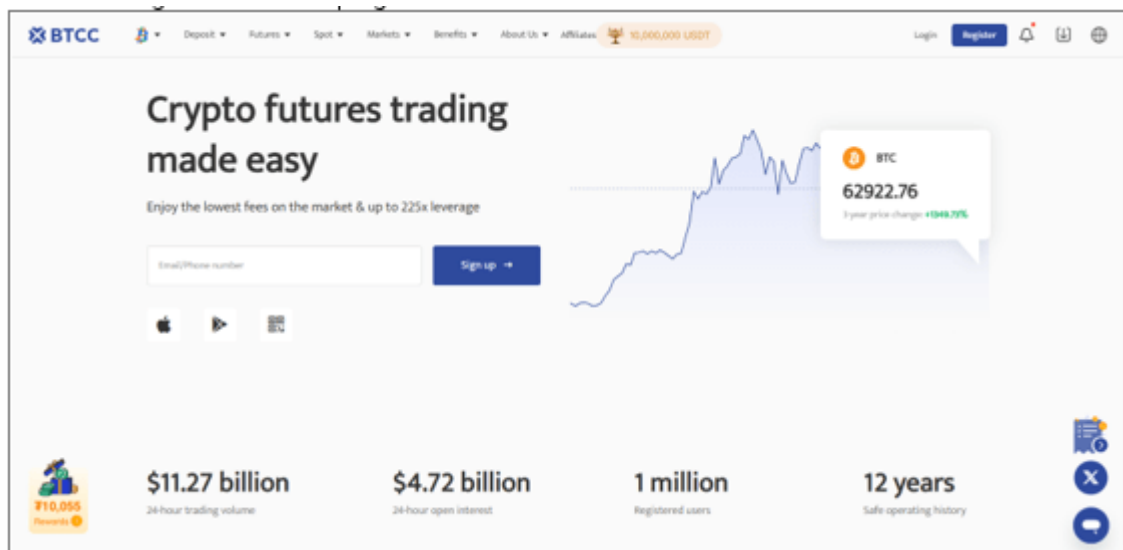 BTCC
Deposit
Futures
Spot
Markets
Benefits
About Us
Affiliates
10,000,000 USDT
Login
Register
Crypto futures trading
made easy
Enjoy the lowest fees on the market & up to 225x leverage
Email/Phone number
Sign up →
BTC
62922.76
3-year price change: +1349.73%
$11.27 billion
24-hour trading volume
$4.72 billion
24-hour open interest
1 million
Registered users
12 years
Safe operating history
₮10,055
Rewards